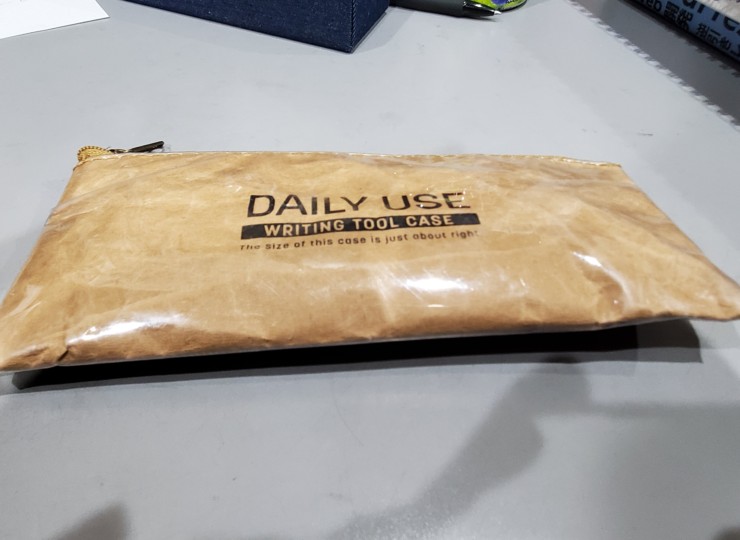 DAILY USE
WRITING TOOL CASE
The size of this case is just about right